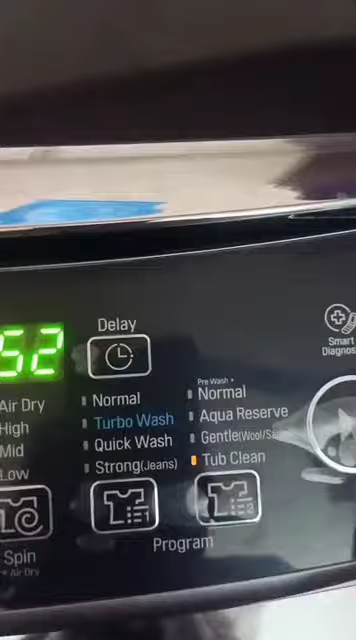 52
Delay
Air Dry
High
Mid
Low
Normal
Turbo Wash
Quick Wash
Strong(Jeans)
Pre Wash +
Normal
Aqua Reserve
Gentle(Wool/
Tub Clean
Smart
Diagnos
Spin
+ Air Dry
Program